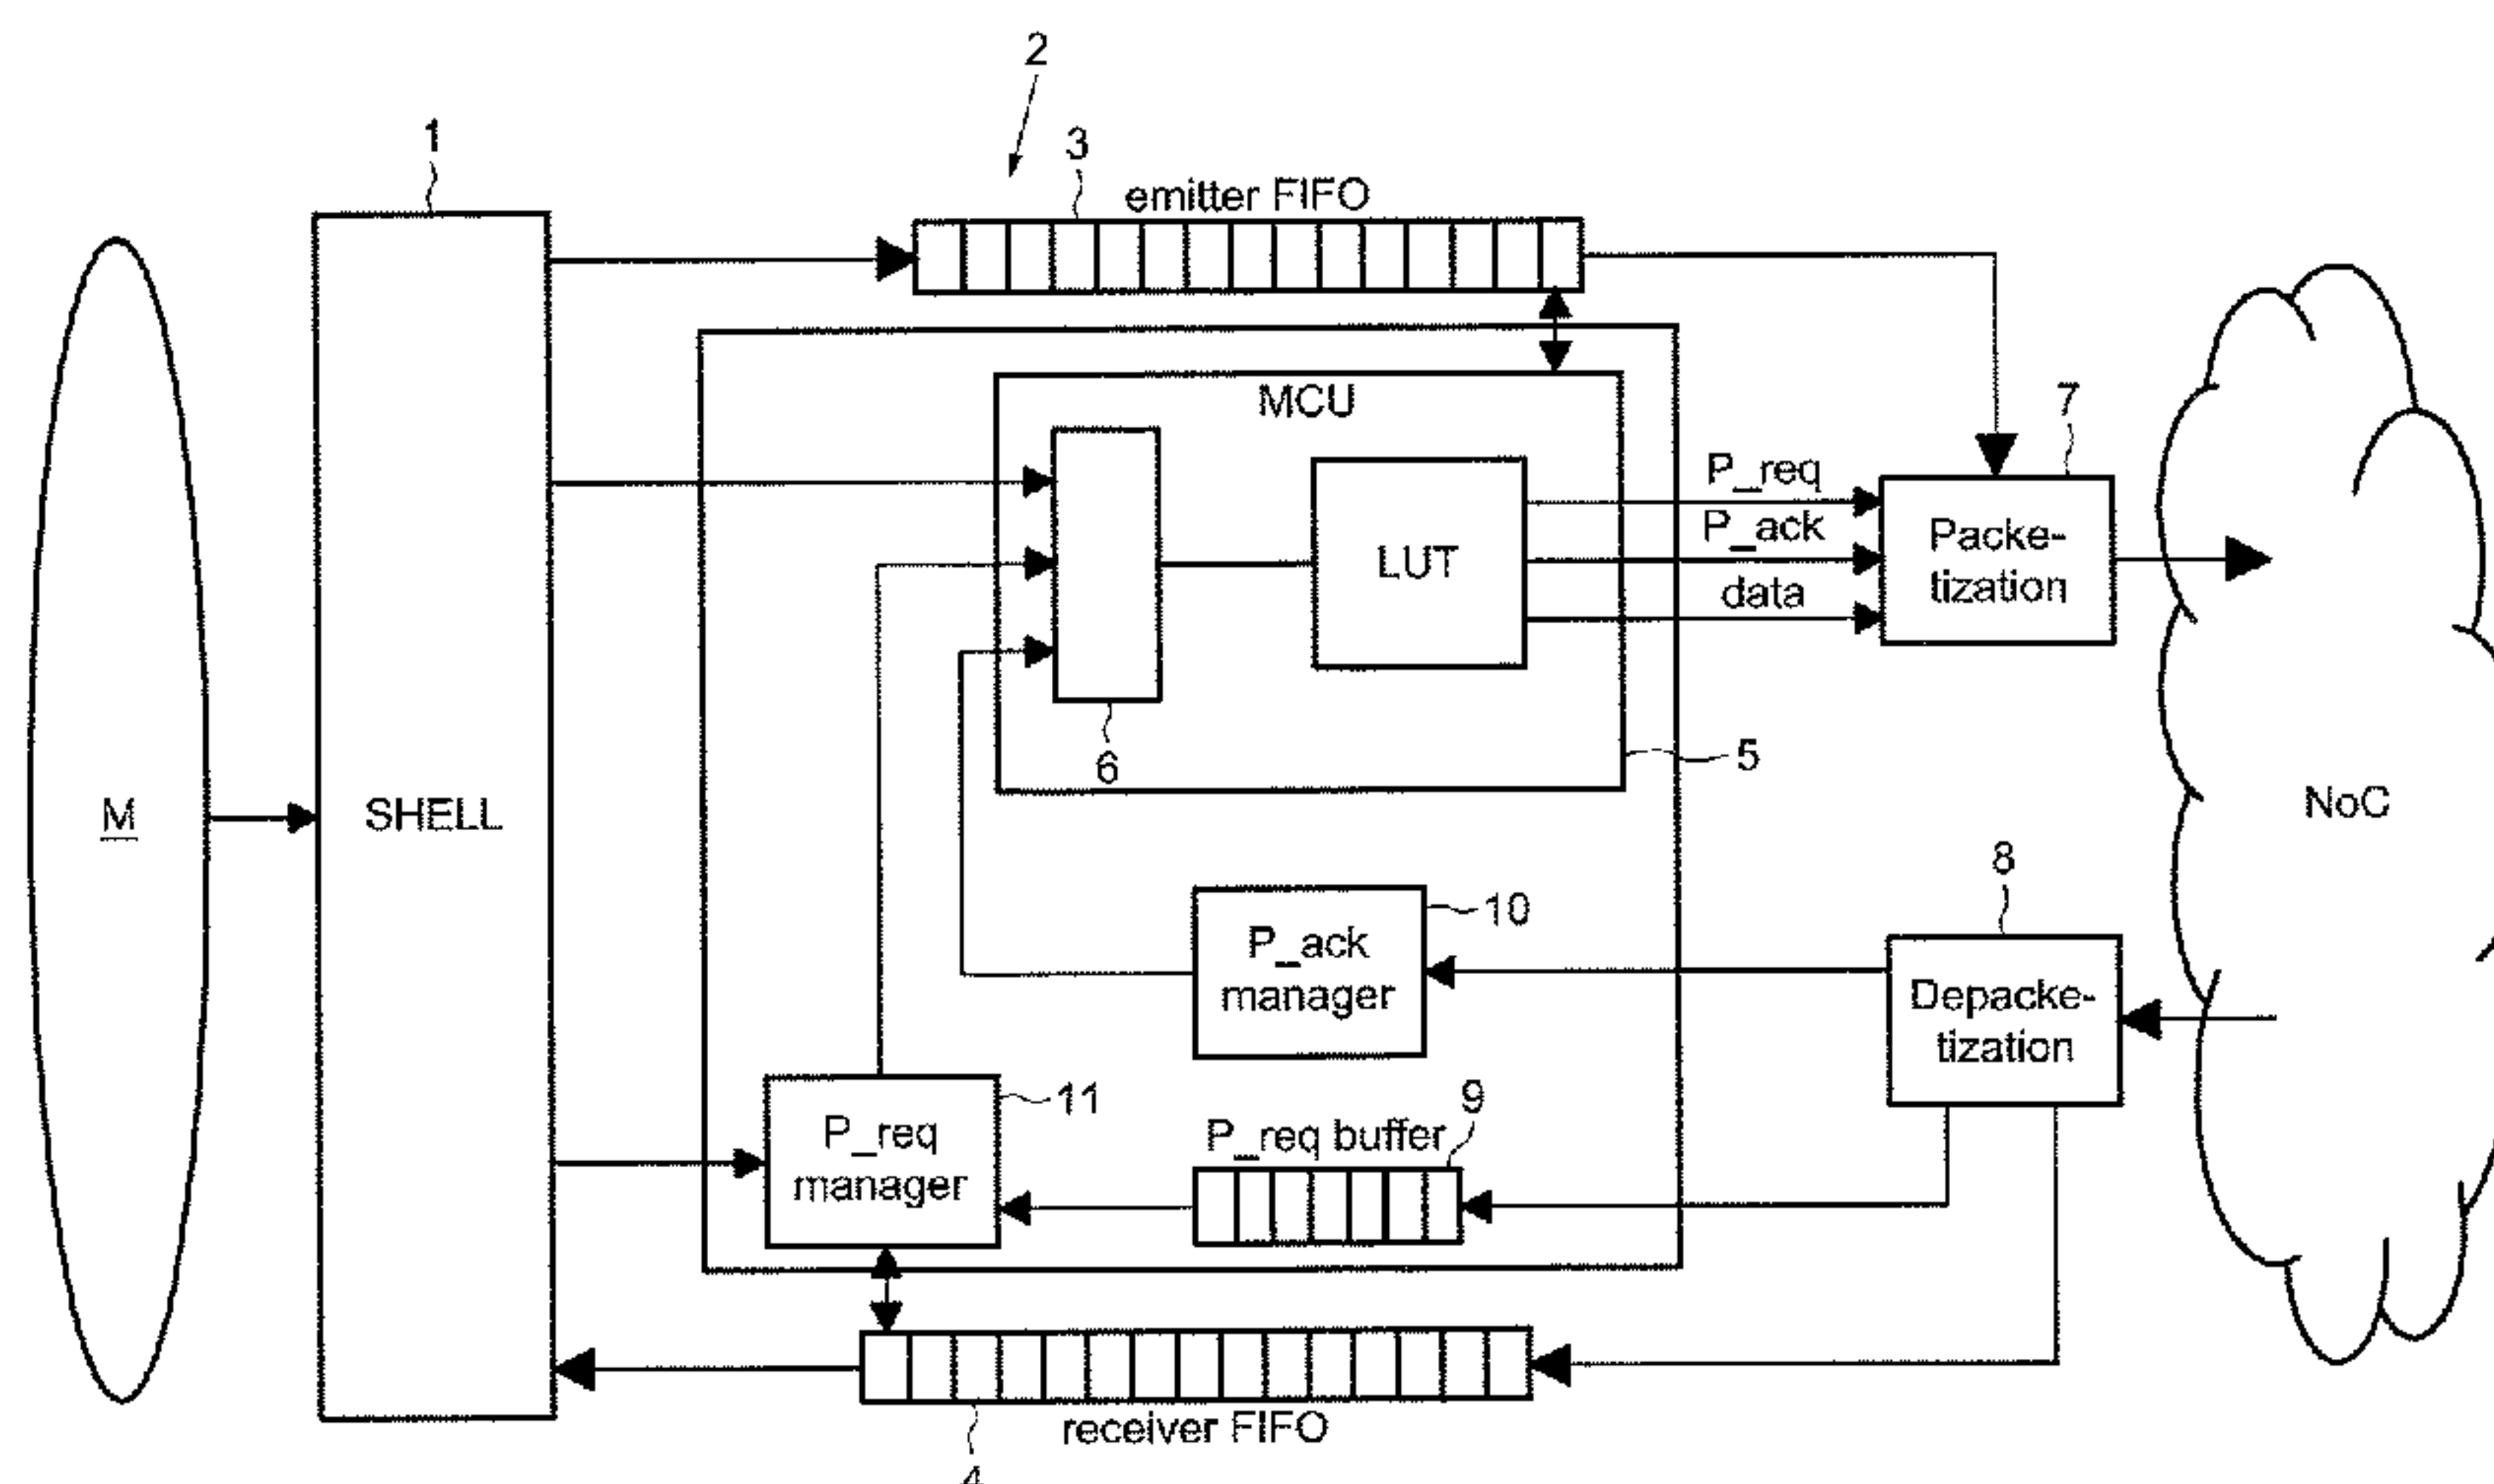 2
1
3
emitter FIFO
MCU
7
P_req
P_ack
data
LUT
Packe-
tization
6
5
M
SHELL
NoC
8
10
P_ack
manager
Depacke-
tization
11
9
P_req buffer
P_req
manager
receiver FIFO
4